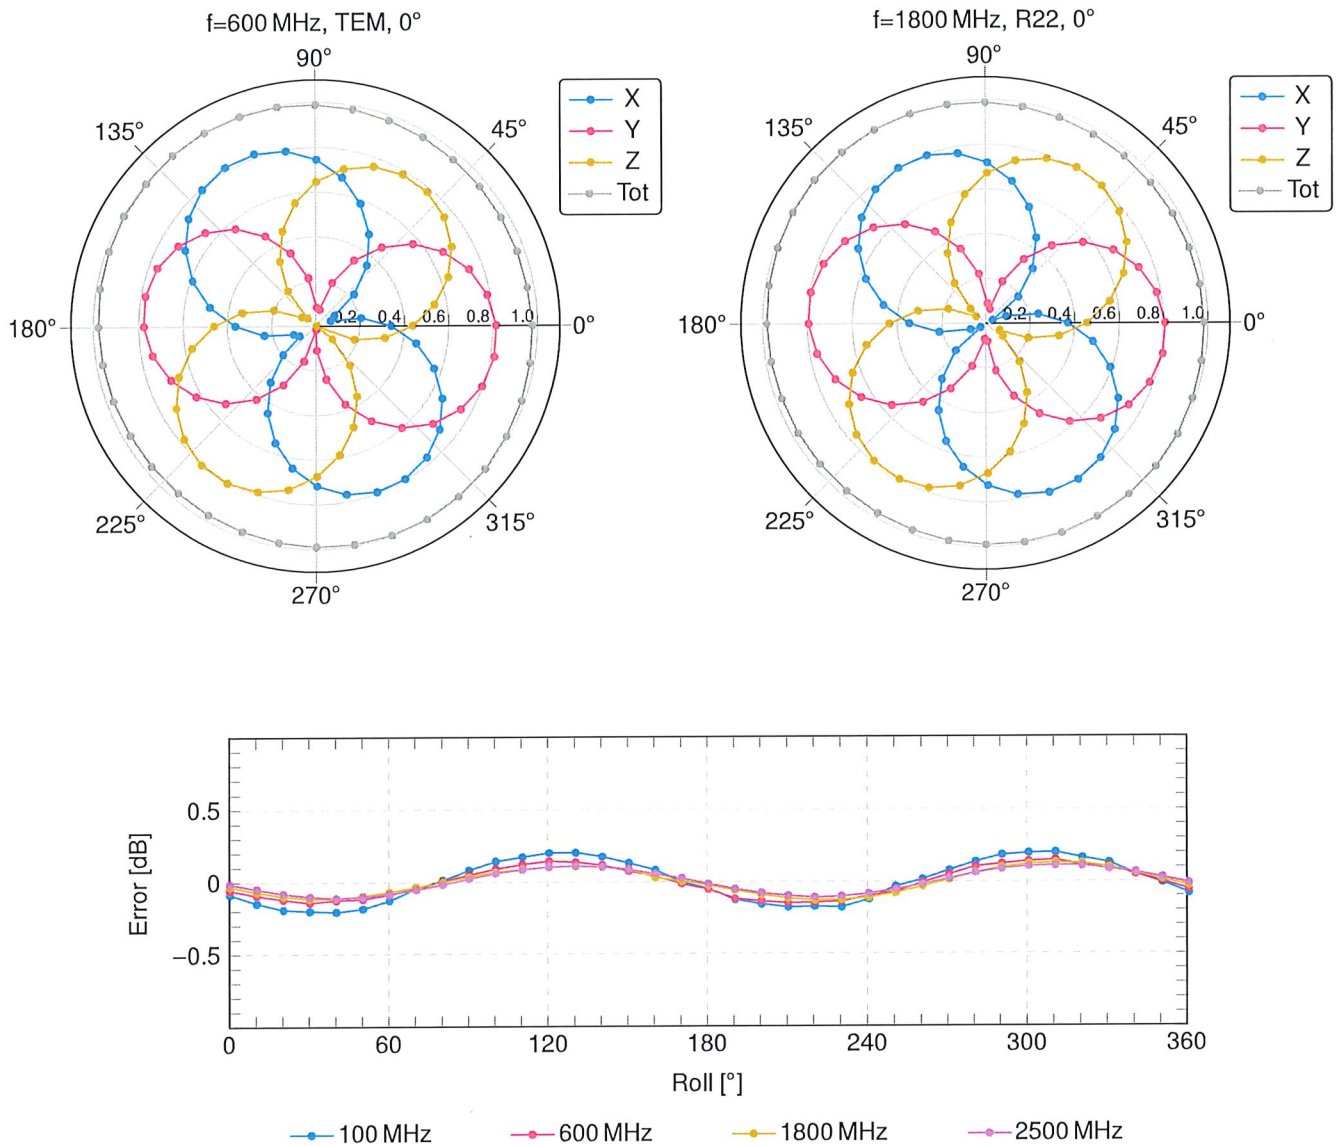 f=600 MHz, TEM, 0°
90°
135°
45°
180°
0.2 0.4 0.6 0.8 1.0
0°
225°
315°
270°
X
Y
Z
Tot
f=1800 MHz, R22, 0°
90°
135°
45°
180°
0.2 0.4 0.6 0.8 1.0
0°
225°
315°
270°
X
Y
Z
Tot
Error [dB]
0.5
0
−0.5
0 60 120 180 240 300 360
Roll [°]
100 MHz 600 MHz 1800 MHz 2500 MHz